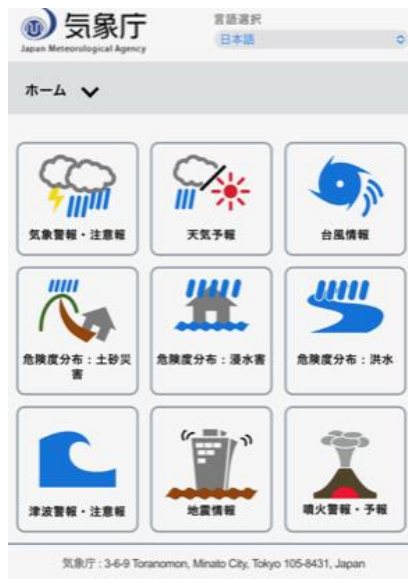 気象庁
Japan Meteorological Agency
言語選択
日本語
ホーム
気象警報・注意報
天気予報
台風情報
危険度分布：土砂災
害
危険度分布：浸水害
危険度分布：洪水
津波警報・注意報
地震情報
噴火警報・予報
気象庁 : 3-6-9 Toranomon, Minato City, Tokyo 105-8431, Japan